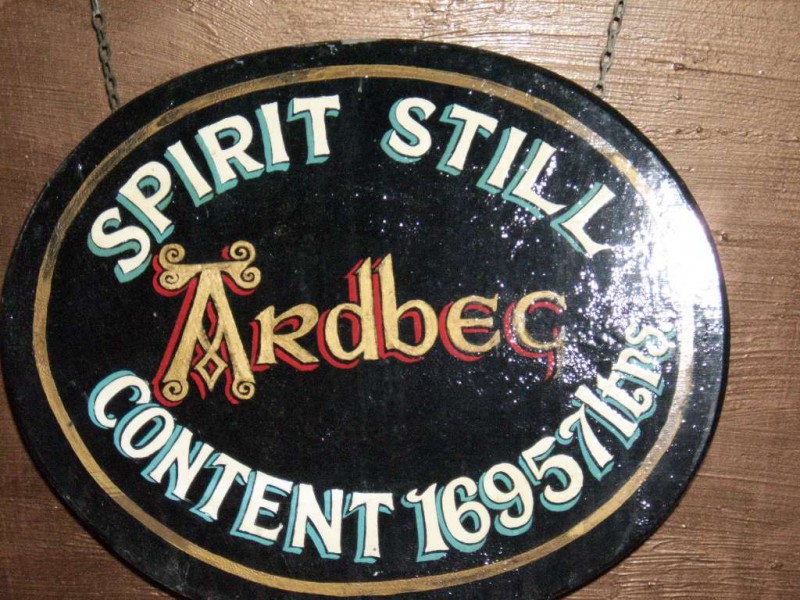 SPIRIT STILL
Ardbeg
CONTENT 16957 ltrs.